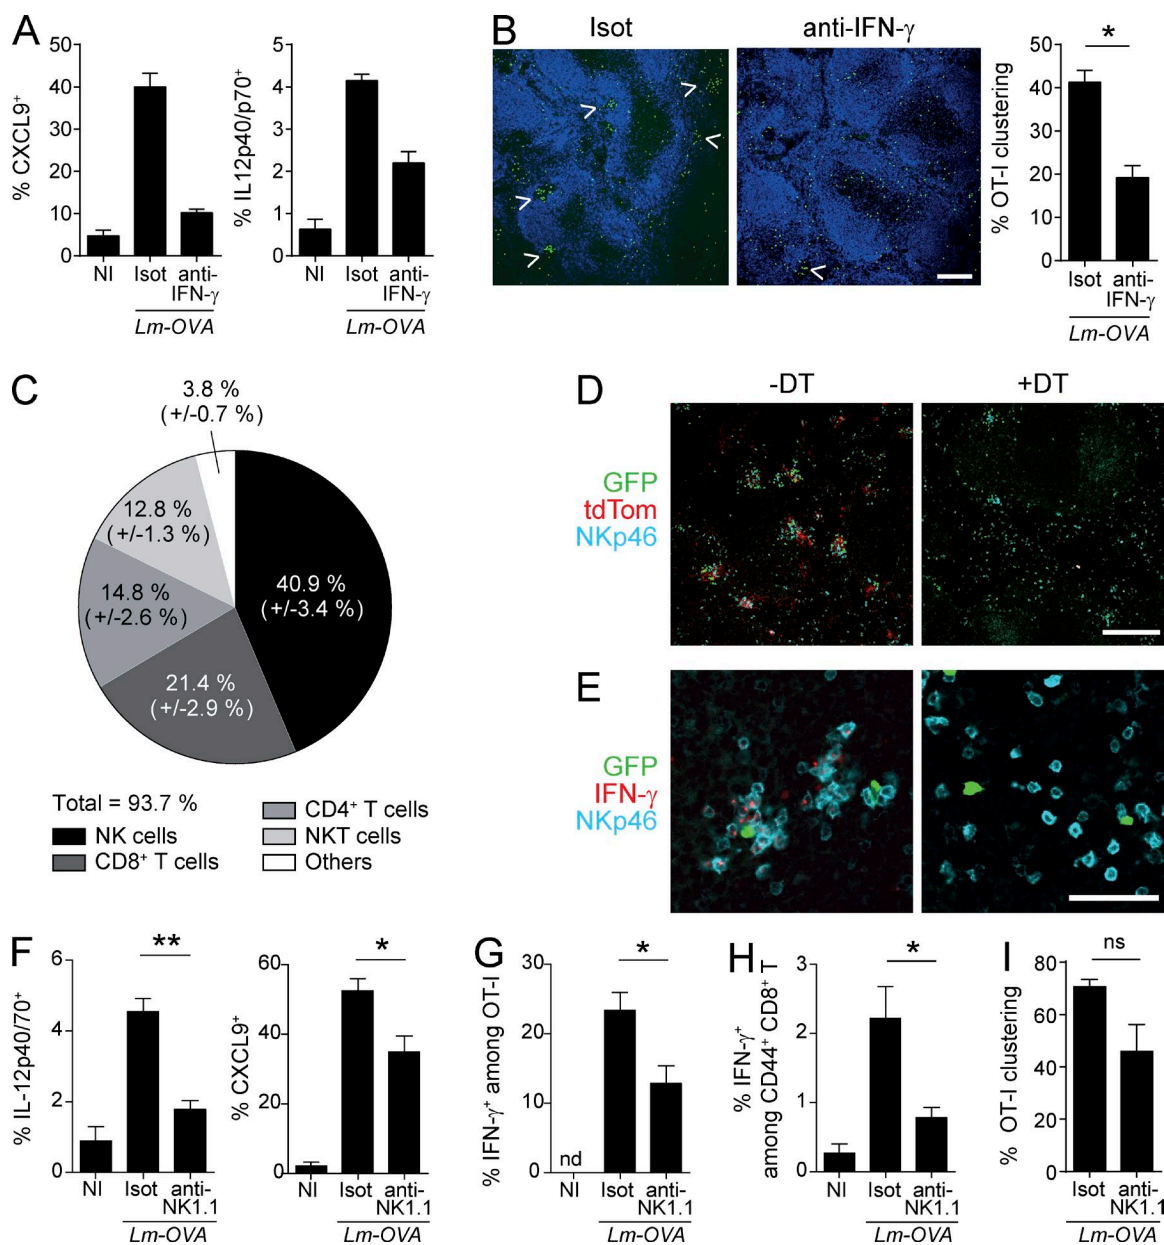 A
% CXCL9⁺
50
40
30
20
10
0
NI
Isot
anti-
IFN-γ
Lm-OVA
% IL12p40/p70⁺
5
4
3
2
1
0
NI
Isot
anti-
IFN-γ
Lm-OVA
B
Isot
anti-IFN-γ
% OT-I clustering
50
40
30
20
10
0
*
Isot
anti-
IFN-γ
Lm-OVA
C
3.8 %
(+/-0.7 %)
12.8 %
(+/-1.3 %)
14.8 %
(+/-2.6 %)
21.4 %
(+/-2.9 %)
40.9 %
(+/-3.4 %)
Total = 93.7 %
NK cells
CD8⁺ T cells
CD4⁺ T cells
NKT cells
Others
D
-DT
+DT
GFP
tdTom
NKp46
E
GFP
IFN-γ
NKp46
F
% IL-12p40/70⁺
6
4
2
0
**
NI
Isot
anti-
NK1.1
Lm-OVA
% CXCL9⁺
60
40
20
0
*
NI
Isot
anti-
NK1.1
Lm-OVA
G
% IFN-γ⁺ among OT-I
30
20
10
0
*
nd
NI
Isot
anti-
NK1.1
Lm-OVA
H
% IFN-γ⁺
among CD44⁺ CD8⁺ T
3
2
1
0
*
NI
Isot
anti-
NK1.1
Lm-OVA
I
% OT-I clustering
80
60
40
20
0
ns
Isot
anti-
NK1.1
Lm-OVA